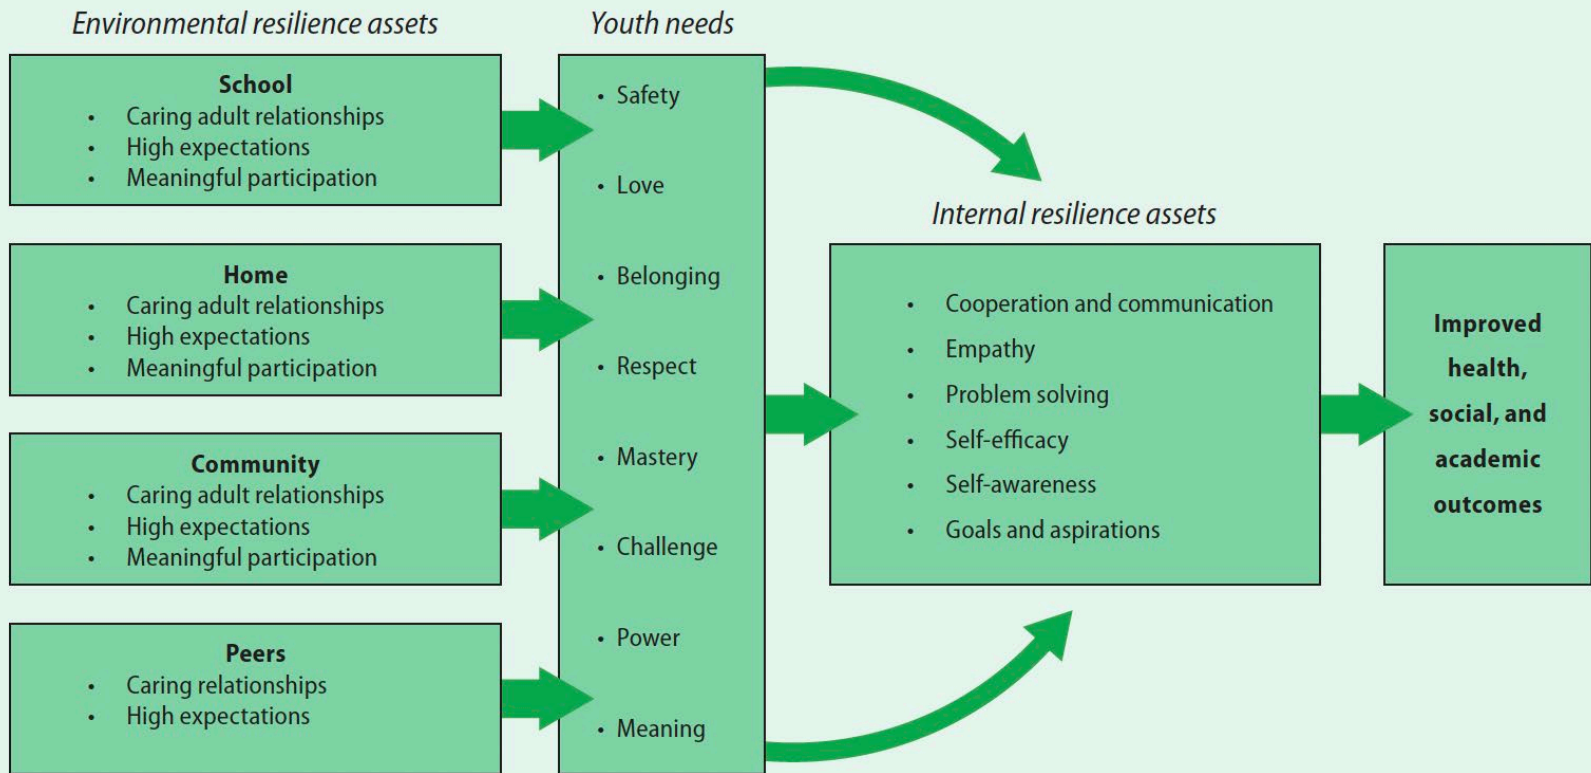 Environmental resilience assets
School
• Caring adult relationships
• High expectations
• Meaningful participation
Home
• Caring adult relationships
• High expectations
• Meaningful participation
Community
• Caring adult relationships
• High expectations
• Meaningful participation
Peers
• Caring relationships
• High expectations
Youth needs
• Safety
• Love
• Belonging
• Respect
• Mastery
• Challenge
• Power
• Meaning
Internal resilience assets
• Cooperation and communication
• Empathy
• Problem solving
• Self-efficacy
• Self-awareness
• Goals and aspirations
Improved
health,
social, and
academic
outcomes